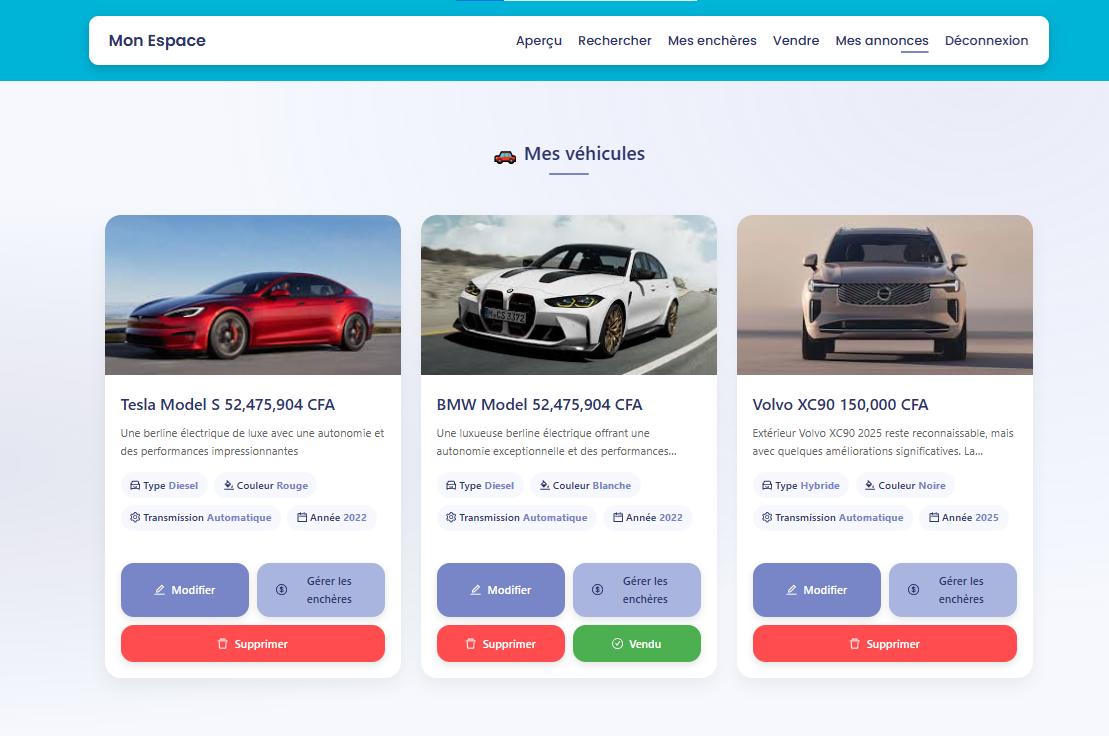 Mon Espace
Aperçu Rechercher Mes enchères Vendre Mes annonces Déconnexion
Mes véhicules
Tesla Model S 52,475,904 CFA
Une berline électrique de luxe avec une autonomie et
des performances impressionnantes
Type Diesel Couleur Rouge
Transmission Automatique Année 2022
Modifier
Gérer les
enchères
Supprimer
BMW Model 52,475,904 CFA
Une luxueuse berline électrique offrant une
autonomie exceptionnelle et des performances...
Type Diesel Couleur Blanche
Transmission Automatique Année 2022
Modifier
Gérer les
enchères
Supprimer Vendu
Volvo XC90 150,000 CFA
Extérieur Volvo XC90 2025 reste reconnaissable, mais
avec quelques améliorations significatives. La...
Type Hybride Couleur Noire
Transmission Automatique Année 2025
Modifier
Gérer les
enchères
Supprimer